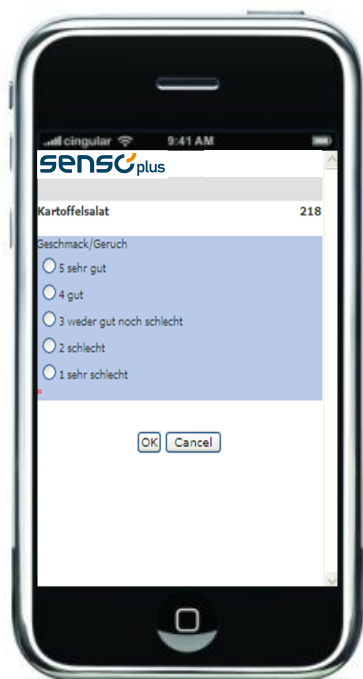 cingular 9:41 AM
sensOplus
Kartoffelsalat 218
Geschmack/Geruch
5 sehr gut
4 gut
3 weder gut noch schlecht
2 schlecht
1 sehr schlecht
*
OK Cancel